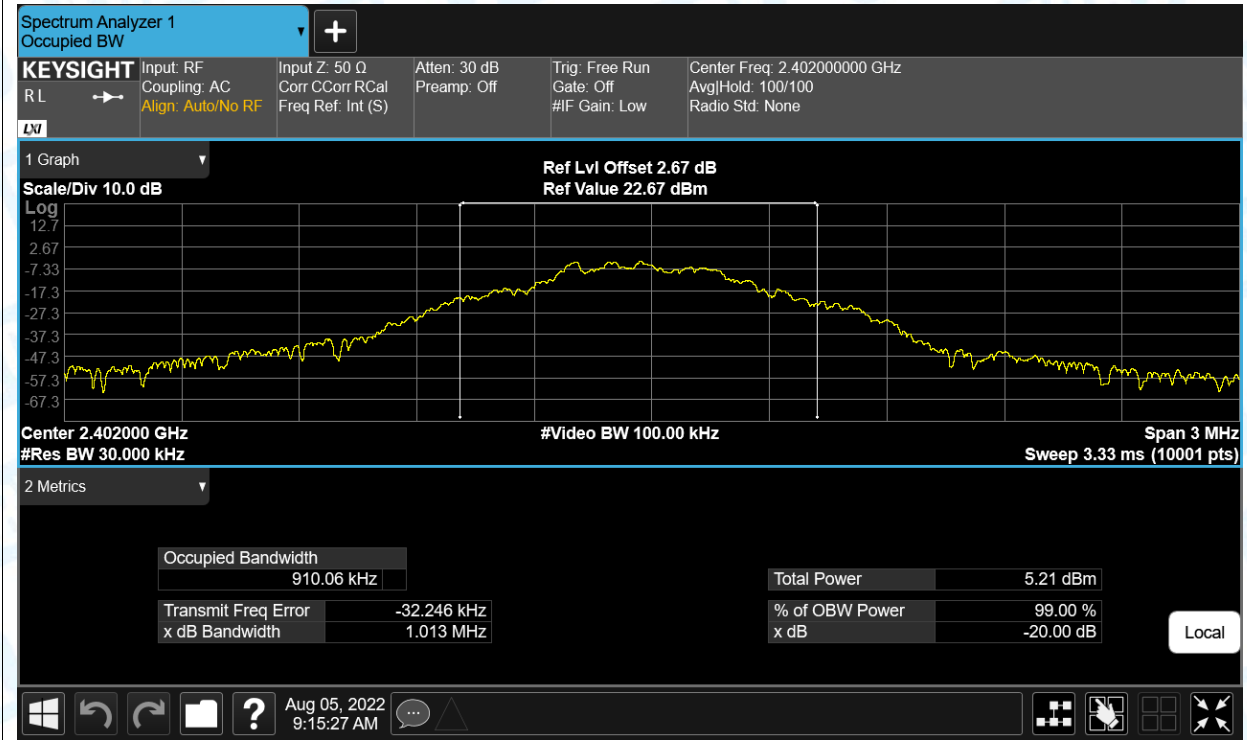 Spectrum Analyzer 1
Occupied BW
KEYSIGHT Input: RF Input Z: 50 Ω Atten: 30 dB Trig: Free Run Center Freq: 2.402000000 GHz
R L Coupling: AC Corr CCorr RCal Preamp: Off Gate: Off Avg|Hold: 100/100
Align: Auto/No RF Freq Ref: Int (S) #IF Gain: Low Radio Std: None
LXI
1 Graph
Ref Lvl Offset 2.67 dB
Scale/Div 10.0 dB Ref Value 22.67 dBm
Log
12.7
2.67
-7.33
-17.3
-27.3
-37.3
-47.3
-57.3
-67.3
Center 2.402000 GHz #Video BW 100.00 kHz Span 3 MHz
#Res BW 30.000 kHz Sweep 3.33 ms (10001 pts)
2 Metrics
Occupied Bandwidth
910.06 kHz Total Power 5.21 dBm
Transmit Freq Error -32.246 kHz % of OBW Power 99.00 %
x dB Bandwidth 1.013 MHz x dB -20.00 dB
Local
? Aug 05, 2022
9:15:27 AM